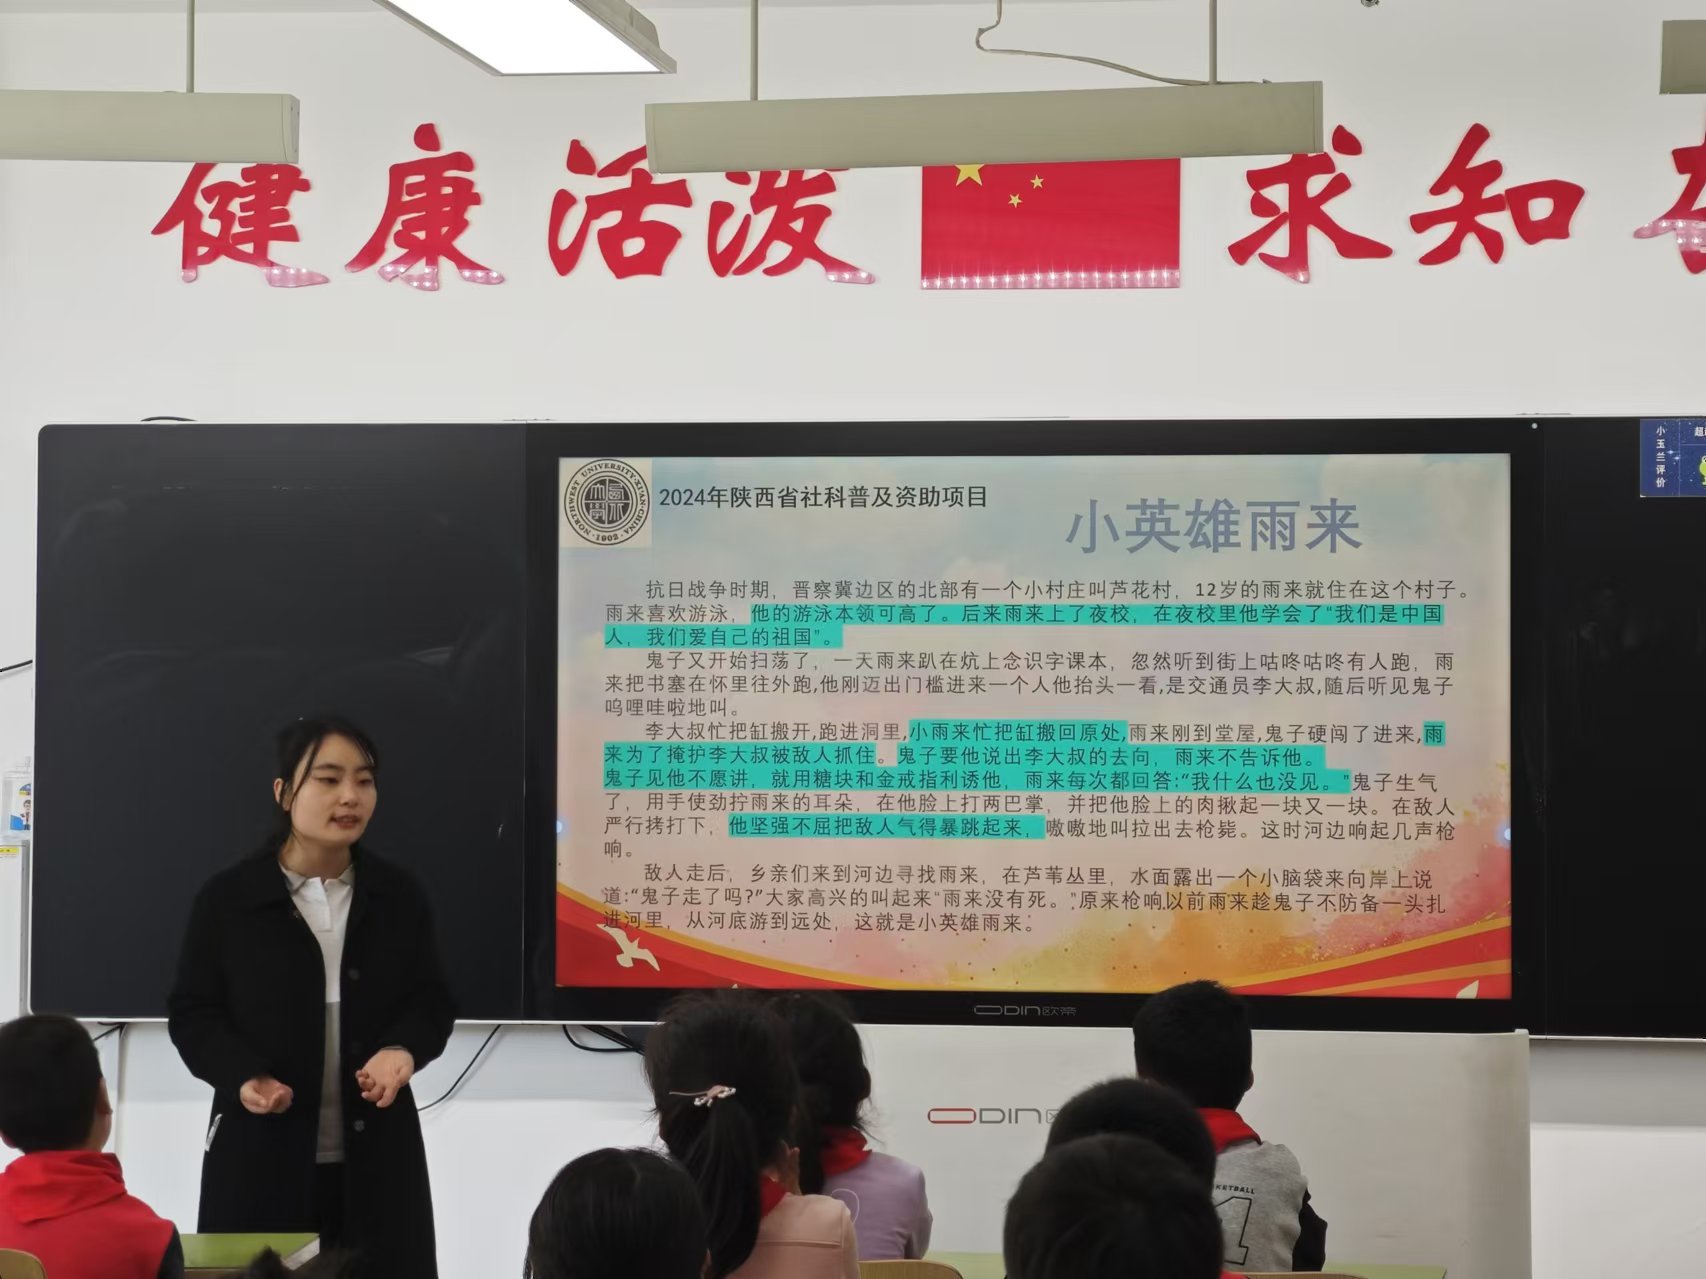 健康活泼
求知
小玉兰评价
NORTHWEST UNIVERSITY·XI'AN·CHINA
·1902·
2024年陕西省社科普及资助项目
小英雄雨来
抗日战争时期，晋察冀边区的北部有一个小村庄叫芦花村，12岁的雨来就住在这个村子。
雨来喜欢游泳，他的游泳本领可高了。后来雨来上了夜校，在夜校里他学会了“我们是中国
人，我们爱自己的祖国”。
鬼子又开始扫荡了，一天雨来趴在炕上念识字课本，忽然听到街上咕咚咕咚有人跑，雨
来把书塞在怀里往外跑,他刚迈出门槛进来一个人他抬头一看,是交通员李大叔,随后听见鬼子
呜哩哇啦地叫。
李大叔忙把缸搬开,跑进洞里,小雨来忙把缸搬回原处,雨来刚到堂屋,鬼子硬闯了进来,雨
来为了掩护李大叔被敌人抓住。鬼子要他说出李大叔的去向，雨来不告诉他。
鬼子见他不愿讲，就用糖块和金戒指利诱他，雨来每次都回答:“我什么也没见。”鬼子生气
了，用手使劲拧雨来的耳朵，在他脸上打两巴掌，并把他脸上的肉揪起一块又一块。在敌人
严行拷打下，他坚强不屈把敌人气得暴跳起来，嗷嗷地叫拉出去枪毙。这时河边响起几声枪
响。
敌人走后，乡亲们来到河边寻找雨来，在芦苇丛里，水面露出一个小脑袋来向岸上说
道:“鬼子走了吗?”大家高兴的叫起来“雨来没有死。”原来枪响以前雨来趁鬼子不防备一头扎
进河里，从河底游到远处，这就是小英雄雨来。
ODIN欧帝
ODIN
KETBALL
1